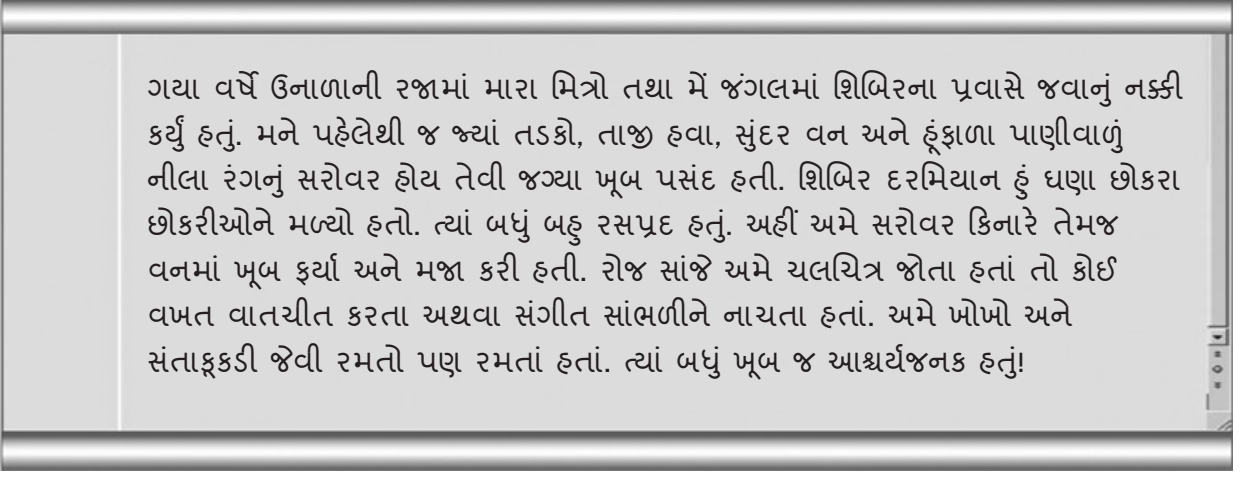 ગયા વર્ષે ઉનાળાની રજામાં મારા મિત્રો તથા મેં જંગલમાં શિબિરના પ્રવાસે જવાનું નક્કી
કર્યું હતું. મને પહેલેથી જ જ્યાં તડકો, તાજી હવા, સુંદર વન અને હૂંફાળા પાણીવાળું
નીલા રંગનું સરોવર હોય તેવી જગ્યા ખૂબ પસંદ હતી. શિબિર દરમિયાન હું ઘણા છોકરા
છોકરીઓને મળ્યો હતો. ત્યાં બધું બહુ રસપ્રદ હતું. અહીં અમે સરોવર કિનારે તેમજ
વનમાં ખૂબ ફર્યા અને મજા કરી હતી. રોજ સાંજે અમે ચલચિત્ર જોતા હતાં તો કોઈ
વખત વાતચીત કરતા અથવા સંગીત સાંભળીને નાચતા હતાં. અમે ખોખો અને
સંતાકૂકડી જેવી રમતો પણ રમતાં હતાં. ત્યાં બધું ખૂબ જ આશ્ચર્યજનક હતું!